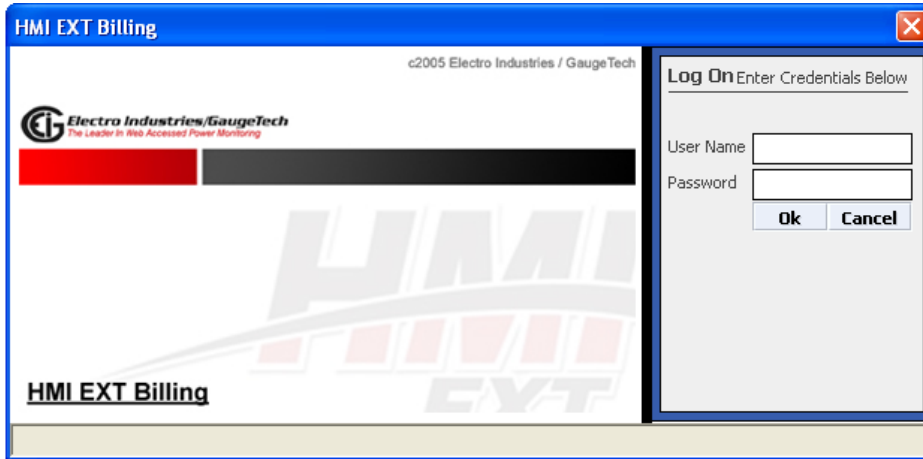 HMI EXT Billing
c2005 Electro Industries / GaugeTech
EIG Electro Industries/GaugeTech
The Leader In Web Accessed Power Monitoring
HMI
EXT
HMI EXT Billing
Log On Enter Credentials Below
User Name
Password
Ok Cancel